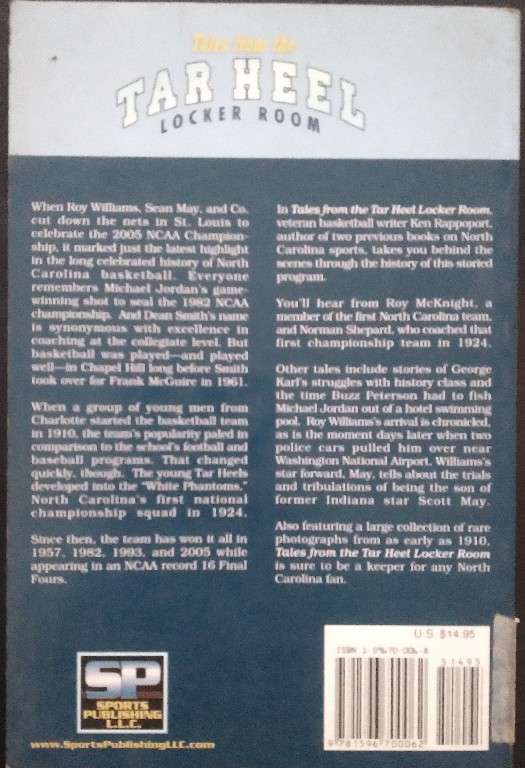 Tales from the
TAR HEEL
LOCKER ROOM
When Roy Williams, Sean May, and Co.
cut down the nets in St. Louis to
celebrate the 2005 NCAA Champion-
ship, it marked just the latest highlight
in the long celebrated history of North
Carolina basketball. Everyone
remembers Michael Jordan's game-
winning shot to seal the 1982 NCAA
championship. And Dean Smith's name
is synonymous with excellence in
coaching at the collegiate level. But
basketball was played—and played
well—in Chapel Hill long before Smith
took over for Frank McGuire in 1961.
When a group of young men from
Charlotte started the basketball team
in 1910, the team's popularity paled in
comparison to the school's football and
baseball programs. That changed
quickly, though. The young Tar Heels
developed into the "White Phantoms,"
North Carolina's first national
championship squad in 1924.
Since then, the team has won it all in
1957, 1982, 1993, and 2005 while
appearing in an NCAA record 16 Final
Fours.
In Tales from the Tar Heel Locker Room,
veteran basketball writer Ken Rappoport,
author of two previous books on North
Carolina sports, takes you behind the
scenes through the history of this storied
program.
You'll hear from Roy McKnight, a
member of the first North Carolina team,
and Norman Shepard, who coached that
first championship team in 1924.
Other tales include stories of George
Karl's struggles with history class and
the time Buzz Peterson had to fish
Michael Jordan out of a hotel swimming
pool. Roy Williams's arrival is chronicled,
as is the moment days later when two
police cars pulled him over near
Washington National Airport. Williams's
star forward, May, tells about the trials
and tribulations of being the son of
former Indiana star Scott May.
Also featuring a large collection of rare
photographs from as early as 1910,
Tales from the Tar Heel Locker Room
is sure to be a keeper for any North
Carolina fan.
SP
SPORTS
PUBLISHING
L.L.C.
www.SportsPublishingLLC.com
U.S. $14.95
ISBN 1-59670-006-8
51495
9 781596 700062